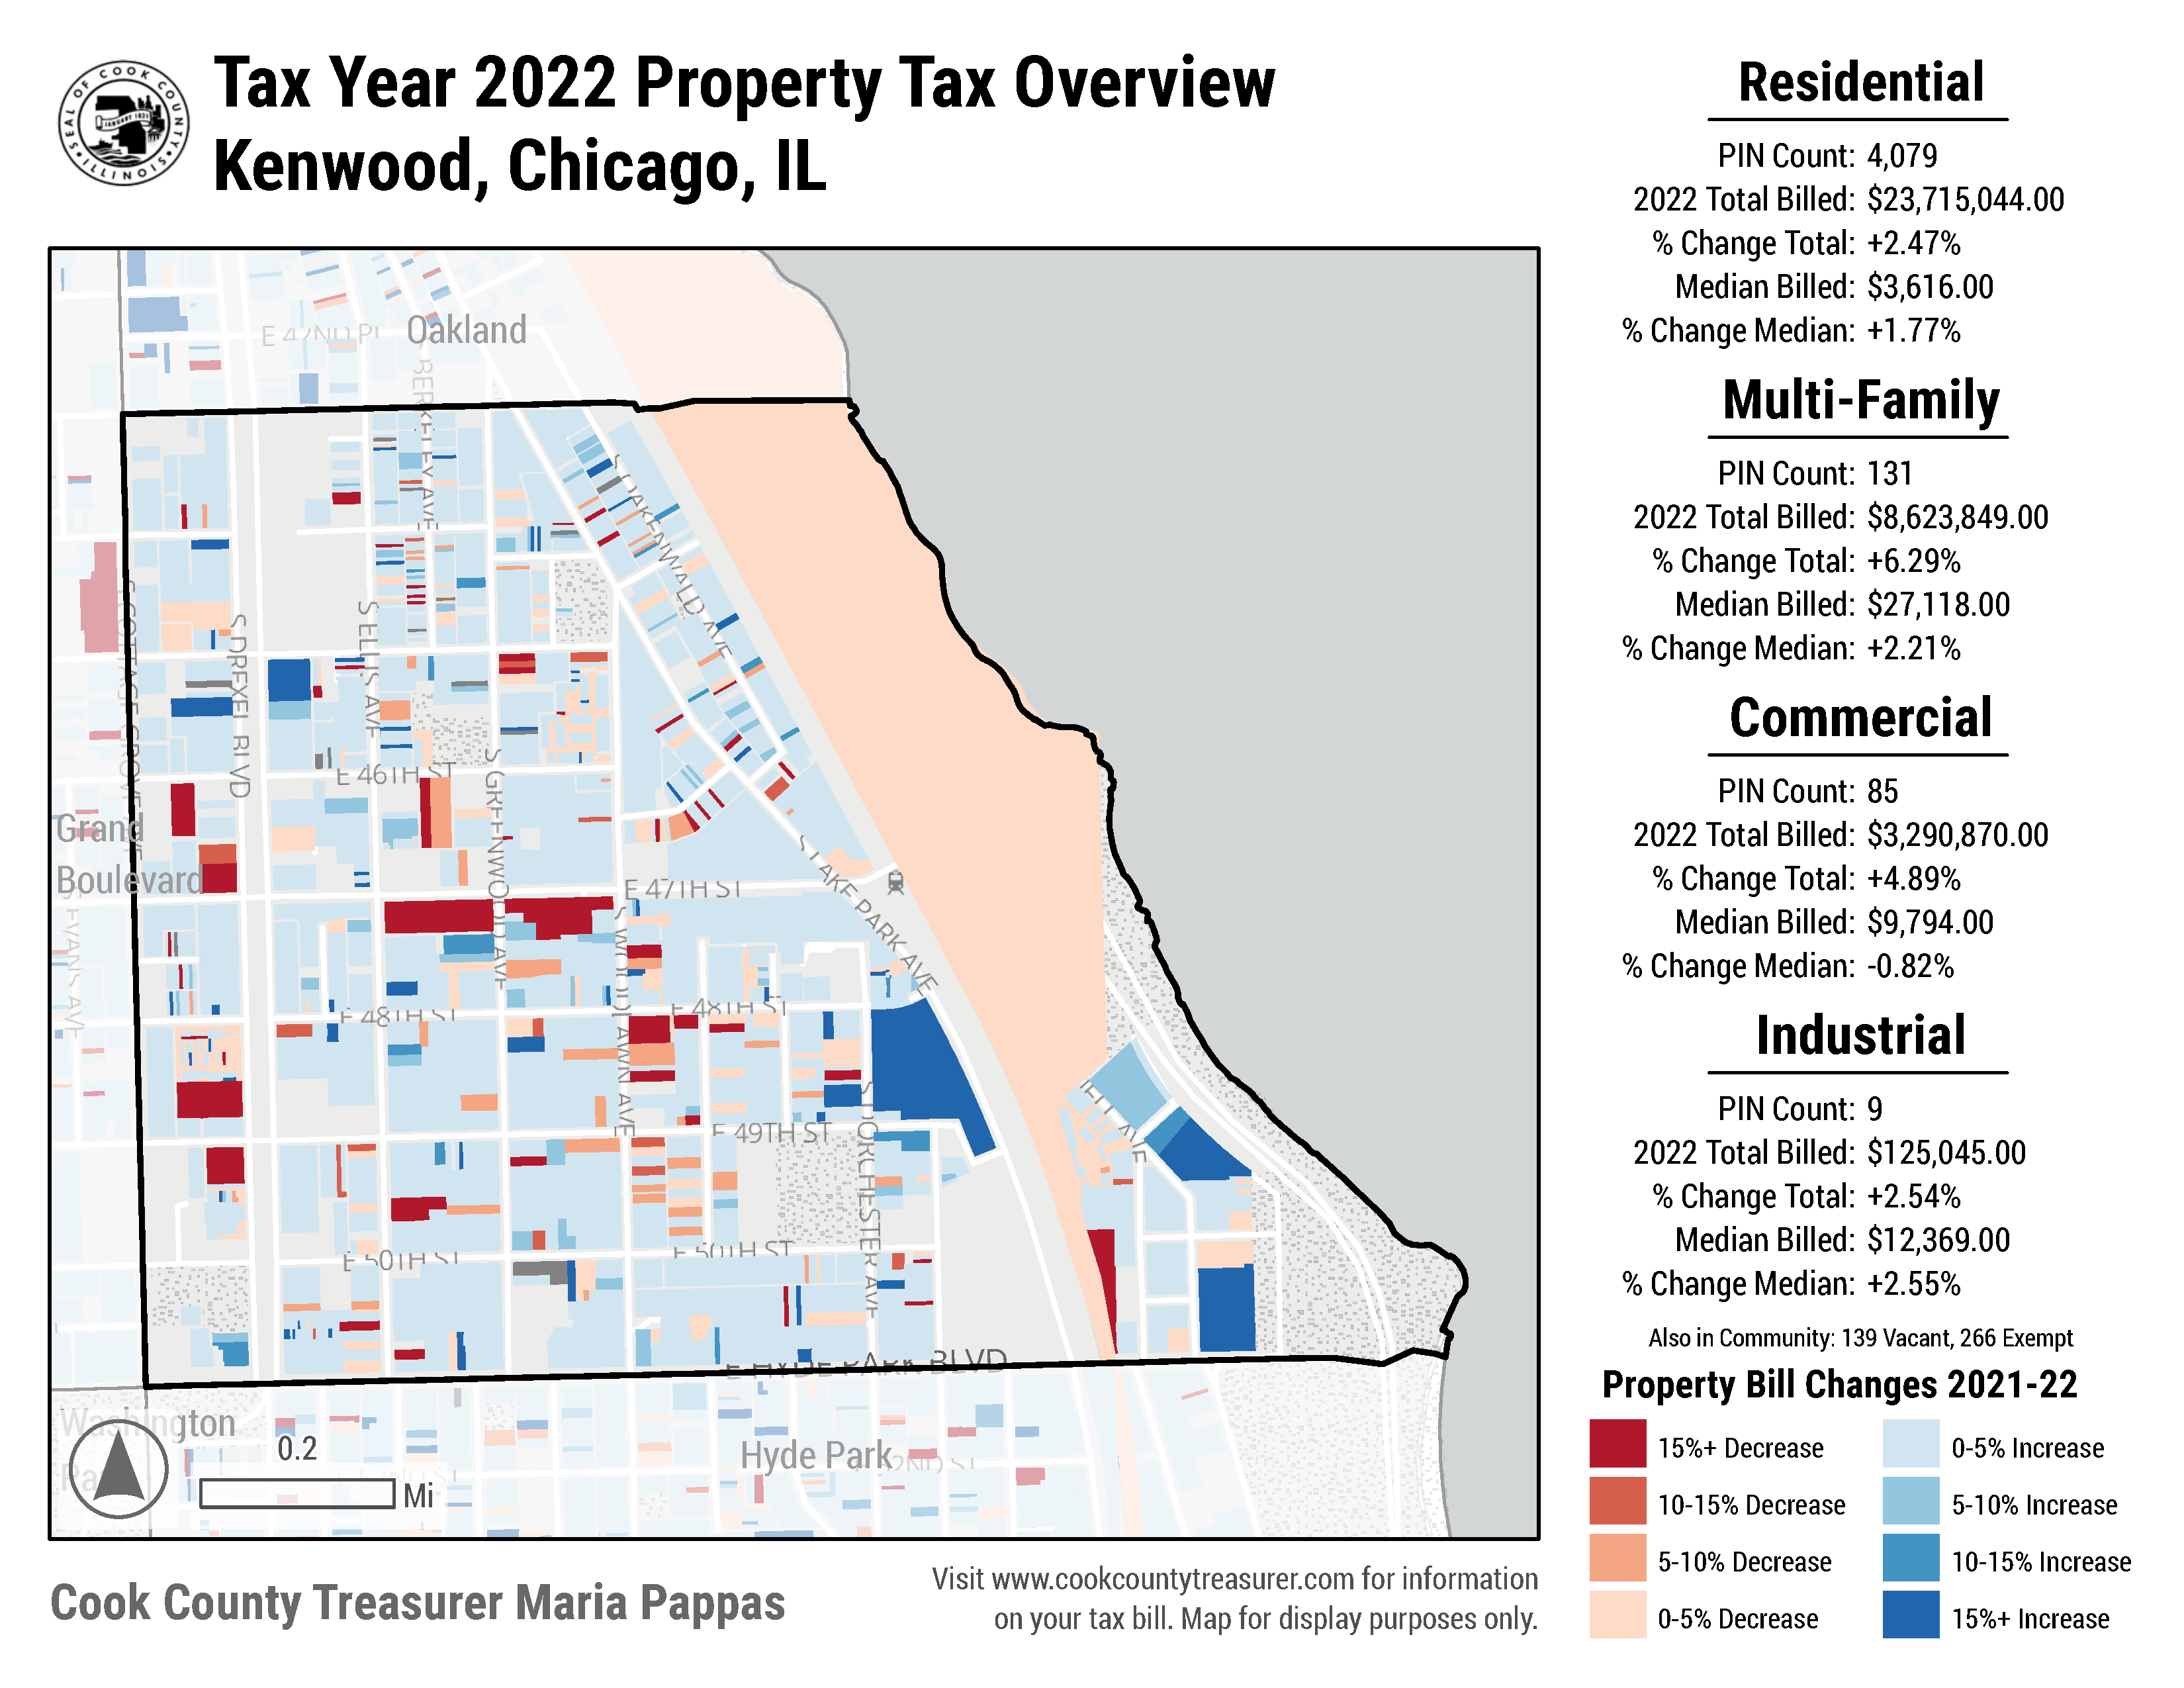 SEAL OF COOK COUNTY
ILLINOIS
JANUARY 1831
Tax Year 2022 Property Tax Overview
Kenwood, Chicago, IL
Residential
PIN Count: 4,079
2022 Total Billed: $23,715,044.00
% Change Total: +2.47%
Median Billed: $3,616.00
% Change Median: +1.77%
Multi-Family
PIN Count: 131
2022 Total Billed: $8,623,849.00
% Change Total: +6.29%
Median Billed: $27,118.00
% Change Median: +2.21%
Commercial
PIN Count: 85
2022 Total Billed: $3,290,870.00
% Change Total: +4.89%
Median Billed: $9,794.00
% Change Median: -0.82%
Industrial
PIN Count: 9
2022 Total Billed: $125,045.00
% Change Total: +2.54%
Median Billed: $12,369.00
% Change Median: +2.55%
Also in Community: 139 Vacant, 266 Exempt
Property Bill Changes 2021-22
15%+ Decrease
10-15% Decrease
5-10% Decrease
0-5% Decrease
0-5% Increase
5-10% Increase
10-15% Increase
15%+ Increase
E 42ND PL
Oakland
S OAKENWALD AVE
S COTTAGE GROVE AVE
S DREXEL BLVD
S ELLIS AVE
E 46TH ST
S GREENWOOD AVE
Grand
Boulevard
E 47TH ST
S LAKE PARK AVE
S EVANS AVE
S WOODLAWN AVE
E 48TH ST
E 48TH ST
E 49TH ST
S DORCHESTER AVE
E 50TH ST
E 50TH ST
E HYDE PARK BLVD
Washington
Hyde Park
0.2
Mi
Cook County Treasurer Maria Pappas
Visit www.cookcountytreasurer.com for information
on your tax bill. Map for display purposes only.